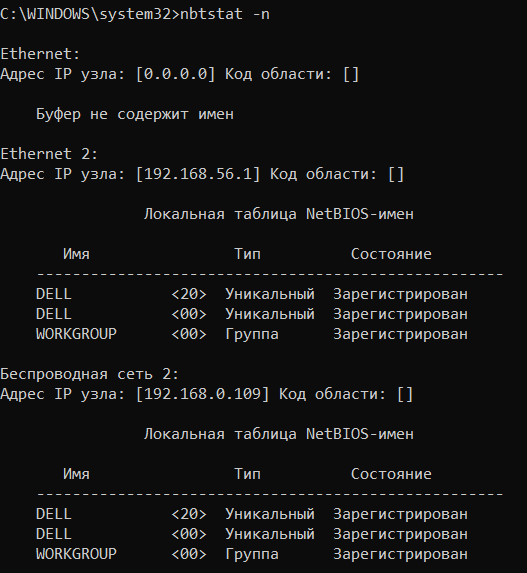 C:\WINDOWS\system32>nbtstat -n
Ethernet:
Адрес IP узла: [0.0.0.0] Код области: []
Буфер не содержит имен
Ethernet 2:
Адрес IP узла: [192.168.56.1] Код области: []
Локальная таблица NetBIOS-имен
Имя Тип Состояние
----------------------------------------------------
DELL <20> Уникальный Зарегистрирован
DELL <00> Уникальный Зарегистрирован
WORKGROUP <00> Группа Зарегистрирован
Беспроводная сеть 2:
Адрес IP узла: [192.168.0.109] Код области: []
Локальная таблица NetBIOS-имен
Имя Тип Состояние
----------------------------------------------------
DELL <20> Уникальный Зарегистрирован
DELL <00> Уникальный Зарегистрирован
WORKGROUP <00> Группа Зарегистрирован